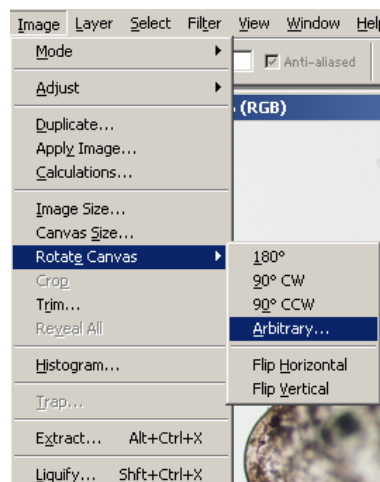 Image Layer Select Filter View Window Help
Mode
Anti-aliased
Adjust
(RGB)
Duplicate...
Apply Image...
Calculations...
Image Size...
Canvas Size...
Rotate Canvas
180°
Crop
90° CW
Trim...
90° CCW
Reveal All
Arbitrary...
Histogram...
Flip Horizontal
Flip Vertical
Trap...
Extract... Alt+Ctrl+X
Liquify... Shft+Ctrl+X